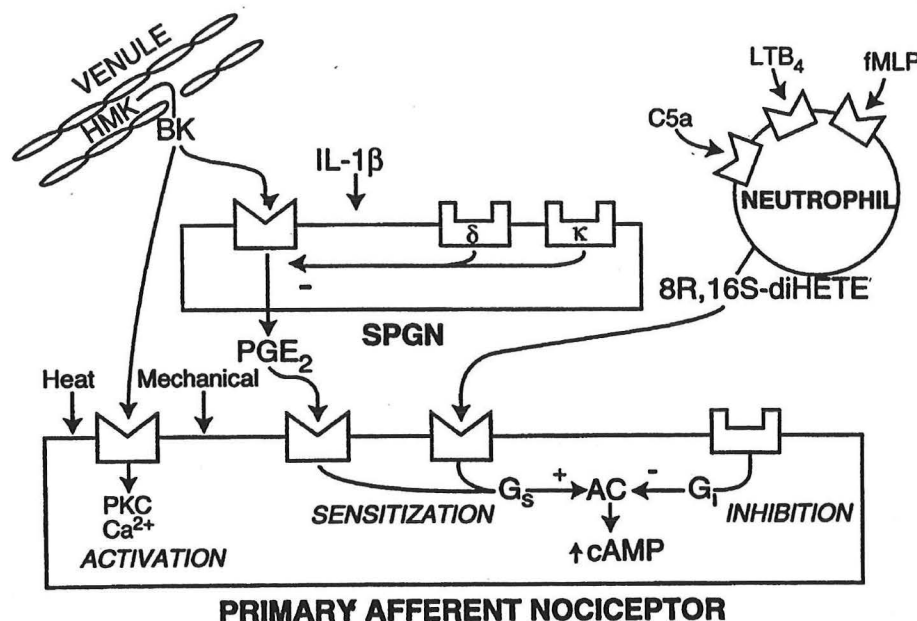 VENULE
HMK
BK
IL-1β
LTB₄
fMLP
C5a
NEUTROPHIL
δ
κ
-
8R,16S-diHETE
SPGN
PGE₂
Heat
Mechanical
PKC
Ca²⁺
ACTIVATION
SENSITIZATION
Gₛ
+
AC
-
Gᵢ
INHIBITION
↑cAMP
PRIMARY AFFERENT NOCICEPTOR